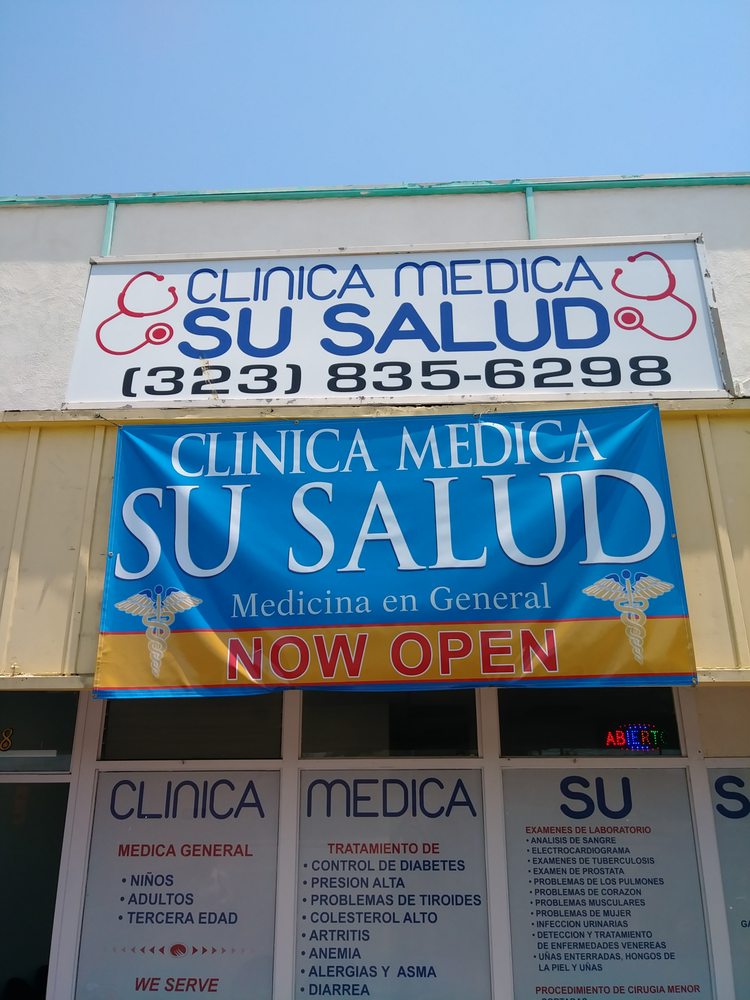 CLINICA MEDICA
SU SALUD
(323) 835-6298
CLINICA MEDICA
SU SALUD
Medicina en General
NOW OPEN
8
ABIERTO
CLINICA
MEDICA GENERAL
• NIÑOS
• ADULTOS
• TERCERA EDAD
WE SERVE
MEDICA
TRATAMIENTO DE
• CONTROL DE DIABETES
• PRESION ALTA
• PROBLEMAS DE TIROIDES
• COLESTEROL ALTO
• ARTRITIS
• ANEMIA
• ALERGIAS Y ASMA
• DIARREA
SU
EXAMENES DE LABORATORIO
• ANALISIS DE SANGRE
• ELECTROCARDIOGRAMA
• EXAMENES DE TUBERCULOSIS
• EXAMEN DE PROSTATA
• PROBLEMAS DE LOS PULMONES
• PROBLEMAS DE CORAZON
• PROBLEMAS MUSCULARES
• PROBLEMAS DE MUJER
• INFECCION URINARIAS
• DETECCION Y TRATAMIENTO
DE ENFERMEDADES VENEREAS
• UÑAS ENTERRADAS, HONGOS DE
LA PIEL Y UÑAS
PROCEDIMIENTO DE CIRUGIA MENOR